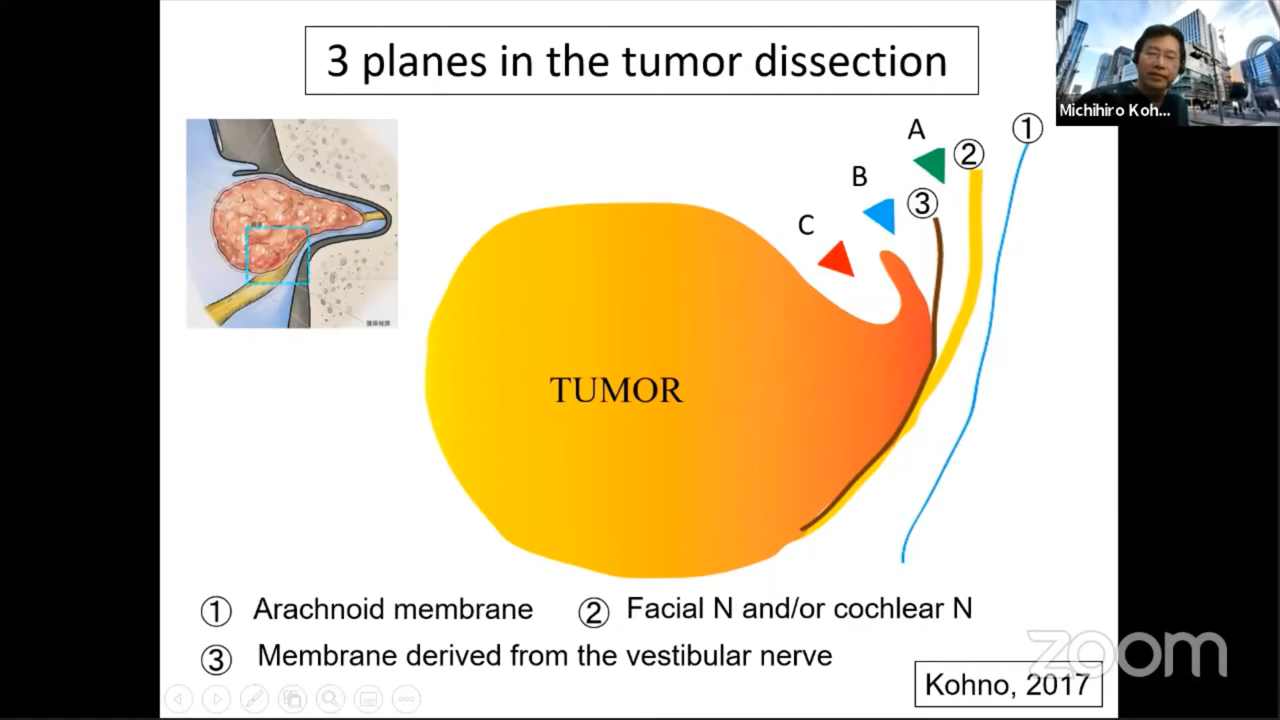 3 planes in the tumor dissection
Michihiro Koh...
A
①
②
B
③
C
TUMOR
① Arachnoid membrane ② Facial N and/or cochlear N
③ Membrane derived from the vestibular nerve
zoom
Kohno, 2017